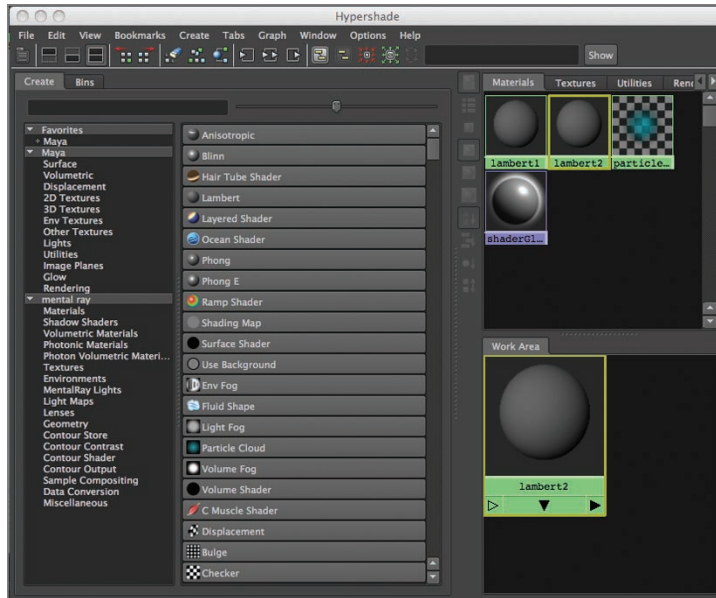 Hypershade
File Edit View Bookmarks Create Tabs Graph Window Options Help
Show
Create Bins
Favorites
Maya
Maya
Surface
Volumetric
Displacement
2D Textures
3D Textures
Env Textures
Other Textures
Lights
Utilities
Image Planes
Glow
Rendering
mental ray
Materials
Shadow Shaders
Volumetric Materials
Photonic Materials
Photon Volumetric Materi...
Textures
Environments
MentalRay Lights
Light Maps
Lenses
Geometry
Contour Store
Contour Contrast
Contour Shader
Contour Output
Sample Compositing
Data Conversion
Miscellaneous
Anisotropic
Blinn
Hair Tube Shader
Lambert
Layered Shader
Ocean Shader
Phong
Phong E
Ramp Shader
Shading Map
Surface Shader
Use Background
Env Fog
Fluid Shape
Light Fog
Particle Cloud
Volume Fog
Volume Shader
C Muscle Shader
Displacement
Bulge
Checker
Materials Textures Utilities Ren
lambert1 lambert2 particle...
shaderGl...
Work Area
lambert2